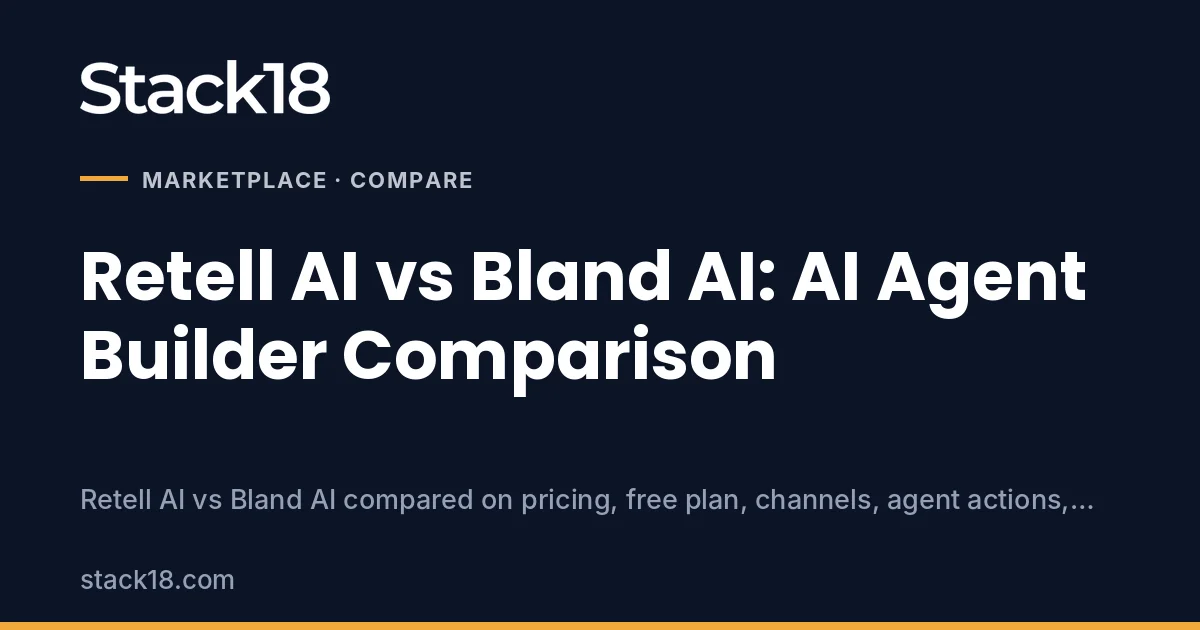 Stack18
MARKETPLACE · COMPARE
Retell AI vs Bland AI: AI Agent
Builder Comparison
Retell AI vs Bland AI compared on pricing, free plan, channels, agent actions,...
stack18.com